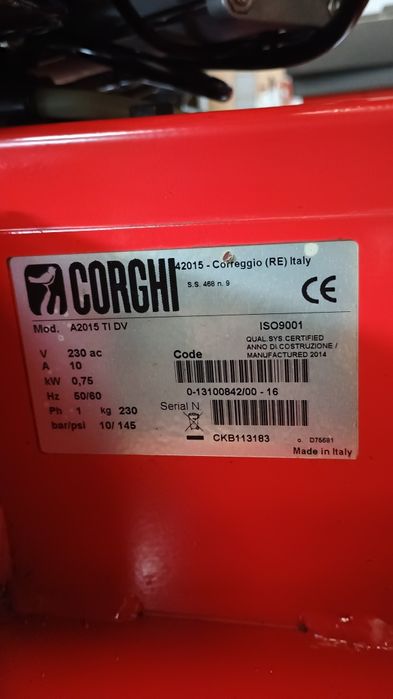 CORGHI
42015 - Correggio (RE) Italy
S.S. 468 n. 9
CE
Mod. A2015 TI DV
ISO9001
QUAL.SYS.CERTIFIED
ANNO DI COSTRUZIONE /
MANUFACTURED 2014
V 230 ac
A 10
kW 0,75
Hz 50/60
Ph 1 kg 230
bar/psi 10/ 145
Code
0-13100842/00 - 16
Serial N.
CKB113183
o. D75681
Made in Italy